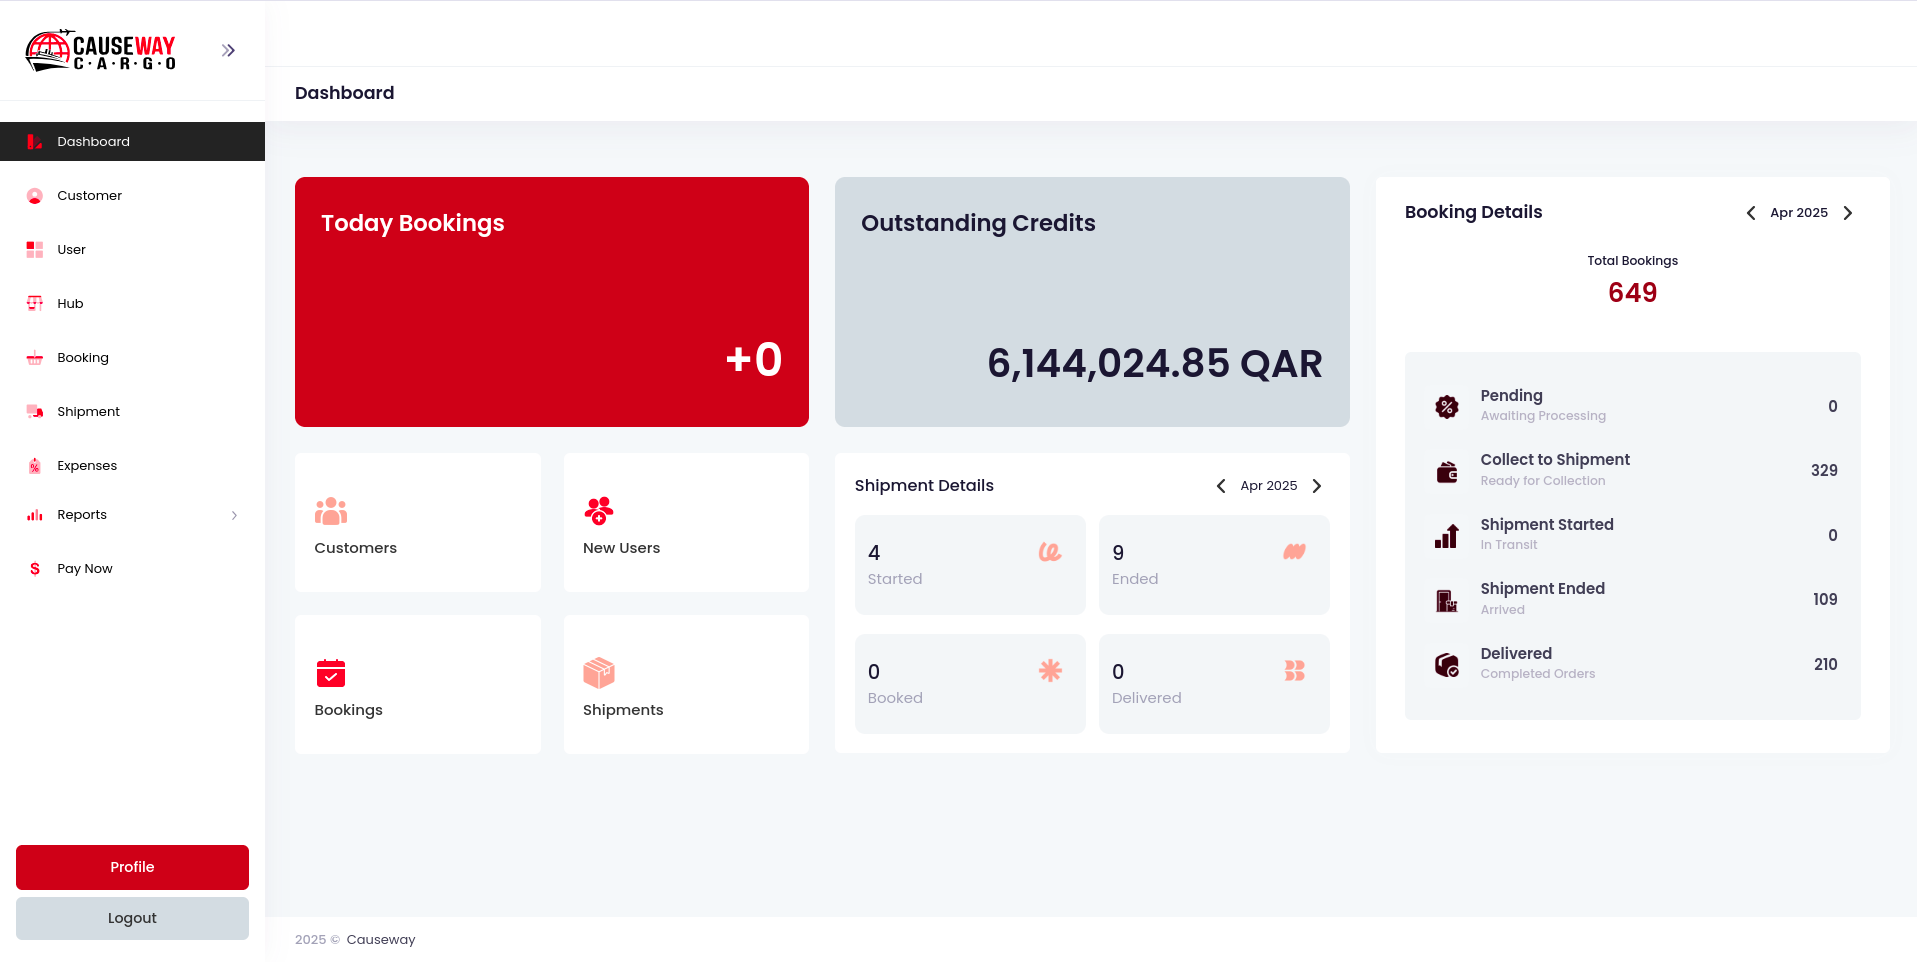 CAUSEWAY
C·A·R·G·O
Dashboard
Customer
User
Hub
Booking
Shipment
Expenses
Reports
Pay Now
Profile
Logout
Dashboard
Today Bookings
+0
Outstanding Credits
6,144,024.85 QAR
Customers
New Users
Bookings
Shipments
Shipment Details
Apr 2025
4
Started
9
Ended
0
Booked
0
Delivered
Booking Details
Apr 2025
Total Bookings
649
Pending
Awaiting Processing
0
Collect to Shipment
Ready for Collection
329
Shipment Started
In Transit
0
Shipment Ended
Arrived
109
Delivered
Completed Orders
210
2025 © Causeway